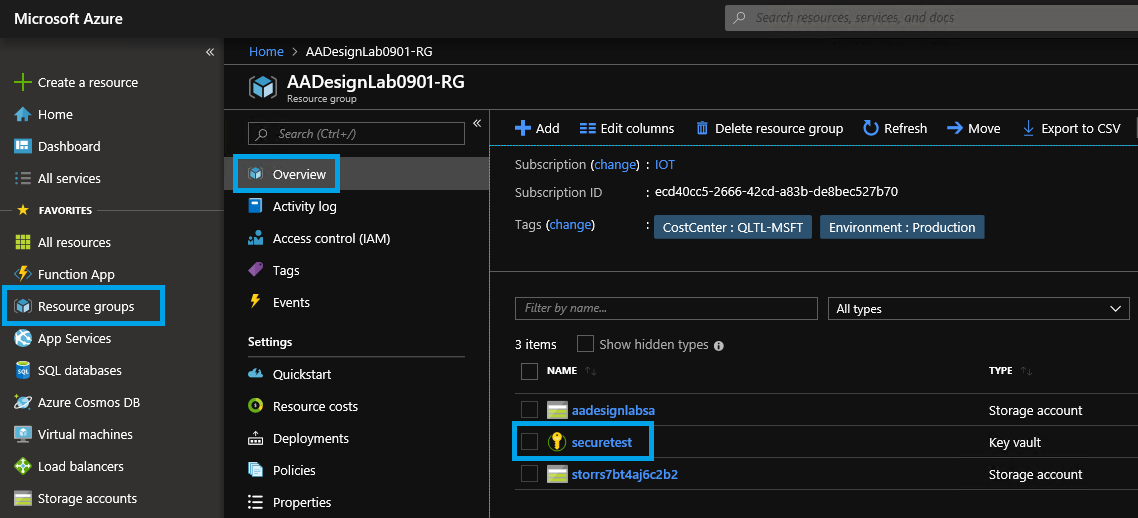 Microsoft Azure
Search resources, services, and docs
«
Create a resource
Home
Dashboard
All services
FAVORITES
All resources
Function App
Resource groups
App Services
SQL databases
Azure Cosmos DB
Virtual machines
Load balancers
Storage accounts
Home > AADesignLab0901-RG
AADesignLab0901-RG
Resource group
Search (Ctrl+/)
«
Overview
Activity log
Access control (IAM)
Tags
Events
Settings
Quickstart
Resource costs
Deployments
Policies
Properties
Add Edit columns Delete resource group Refresh Move Export to CSV
Subscription (change) : IOT
Subscription ID : ecd40cc5-2666-42cd-a83b-de8bec527b70
Tags (change) : CostCenter : QLTL-MSFT Environment : Production
Filter by name... All types
3 items Show hidden types
NAME TYPE
aadesignlabsa Storage account
securetest Key vault
storrs7bt4aj6c2b2 Storage account